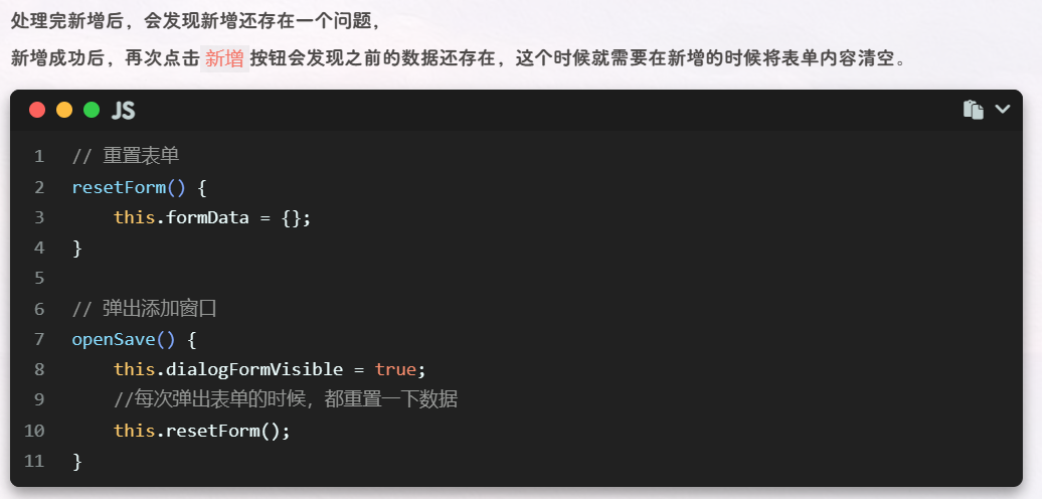 处理完新增后，会发现新增还存在一个问题，
新增成功后，再次点击 新增 按钮会发现之前的数据还存在，这个时候就需要在新增的时候将表单内容清空。
JS
1 // 重置表单
2 resetForm() {
3     this.formData = {};
4 }
5
6 // 弹出添加窗口
7 openSave() {
8     this.dialogFormVisible = true;
9     //每次弹出表单的时候，都重置一下数据
10     this.resetForm();
11 }